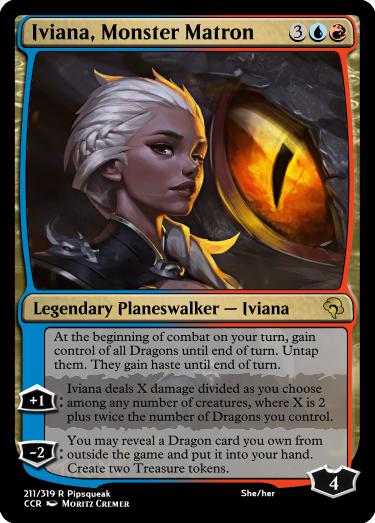 Iviana, Monster Matron 3
Legendary Planeswalker — Iviana
At the beginning of combat on your turn, gain
control of all Dragons until end of turn. Untap
them. They gain haste until end of turn.
+1 : Iviana deals X damage divided as you choose
among any number of creatures, where X is 2
plus twice the number of Dragons you control.
-2 : You may reveal a Dragon card you own from
outside the game and put it into your hand.
Create two Treasure tokens.
4
211/319 R Pipsqueak She/her
CCR Moritz Cremer